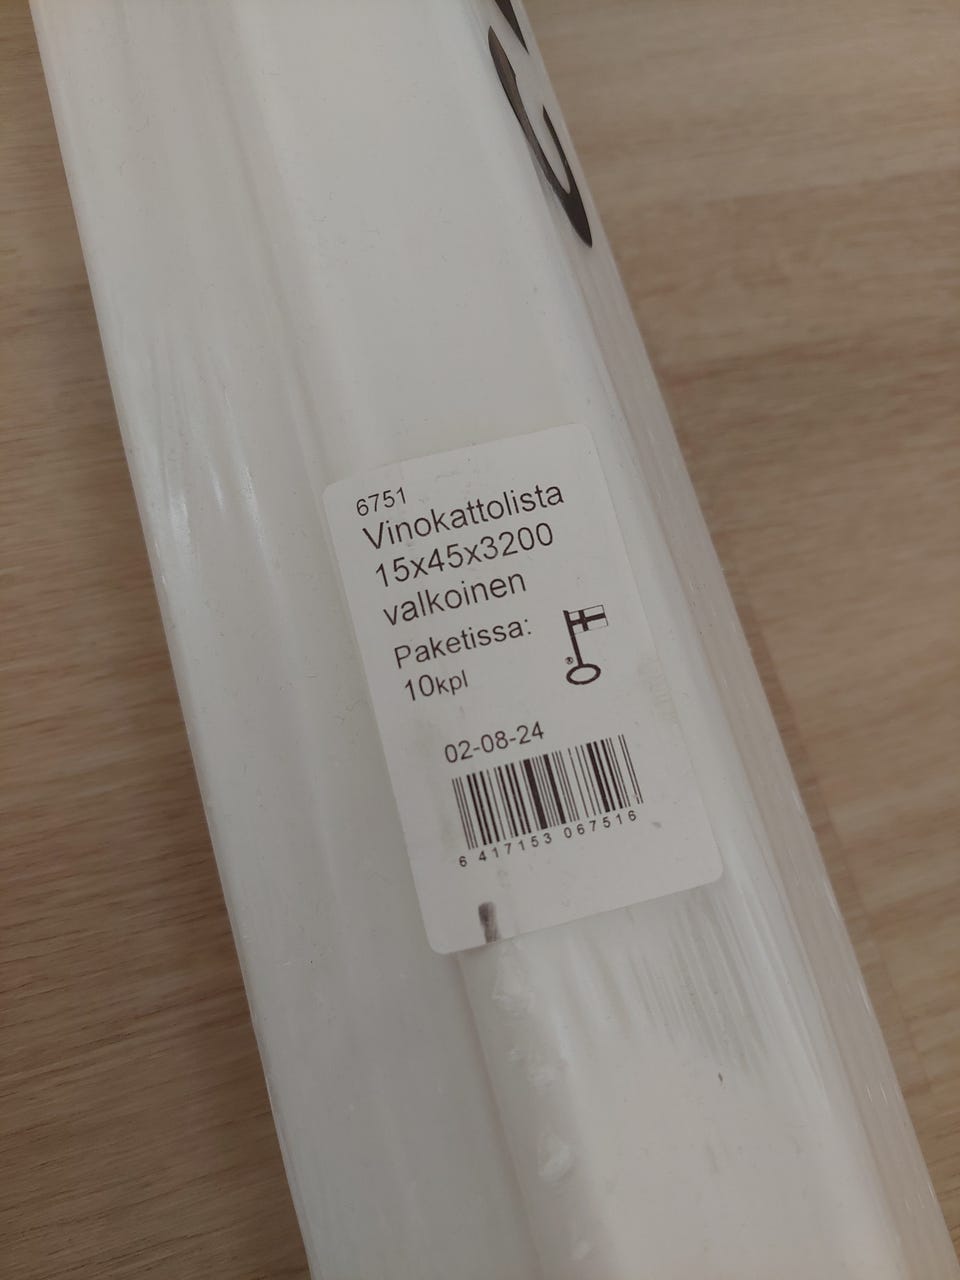 6751
Vinokattolista
15x45x3200
valkoinen
Paketissa:
10kpl
®
02-08-24
6 417153 067516